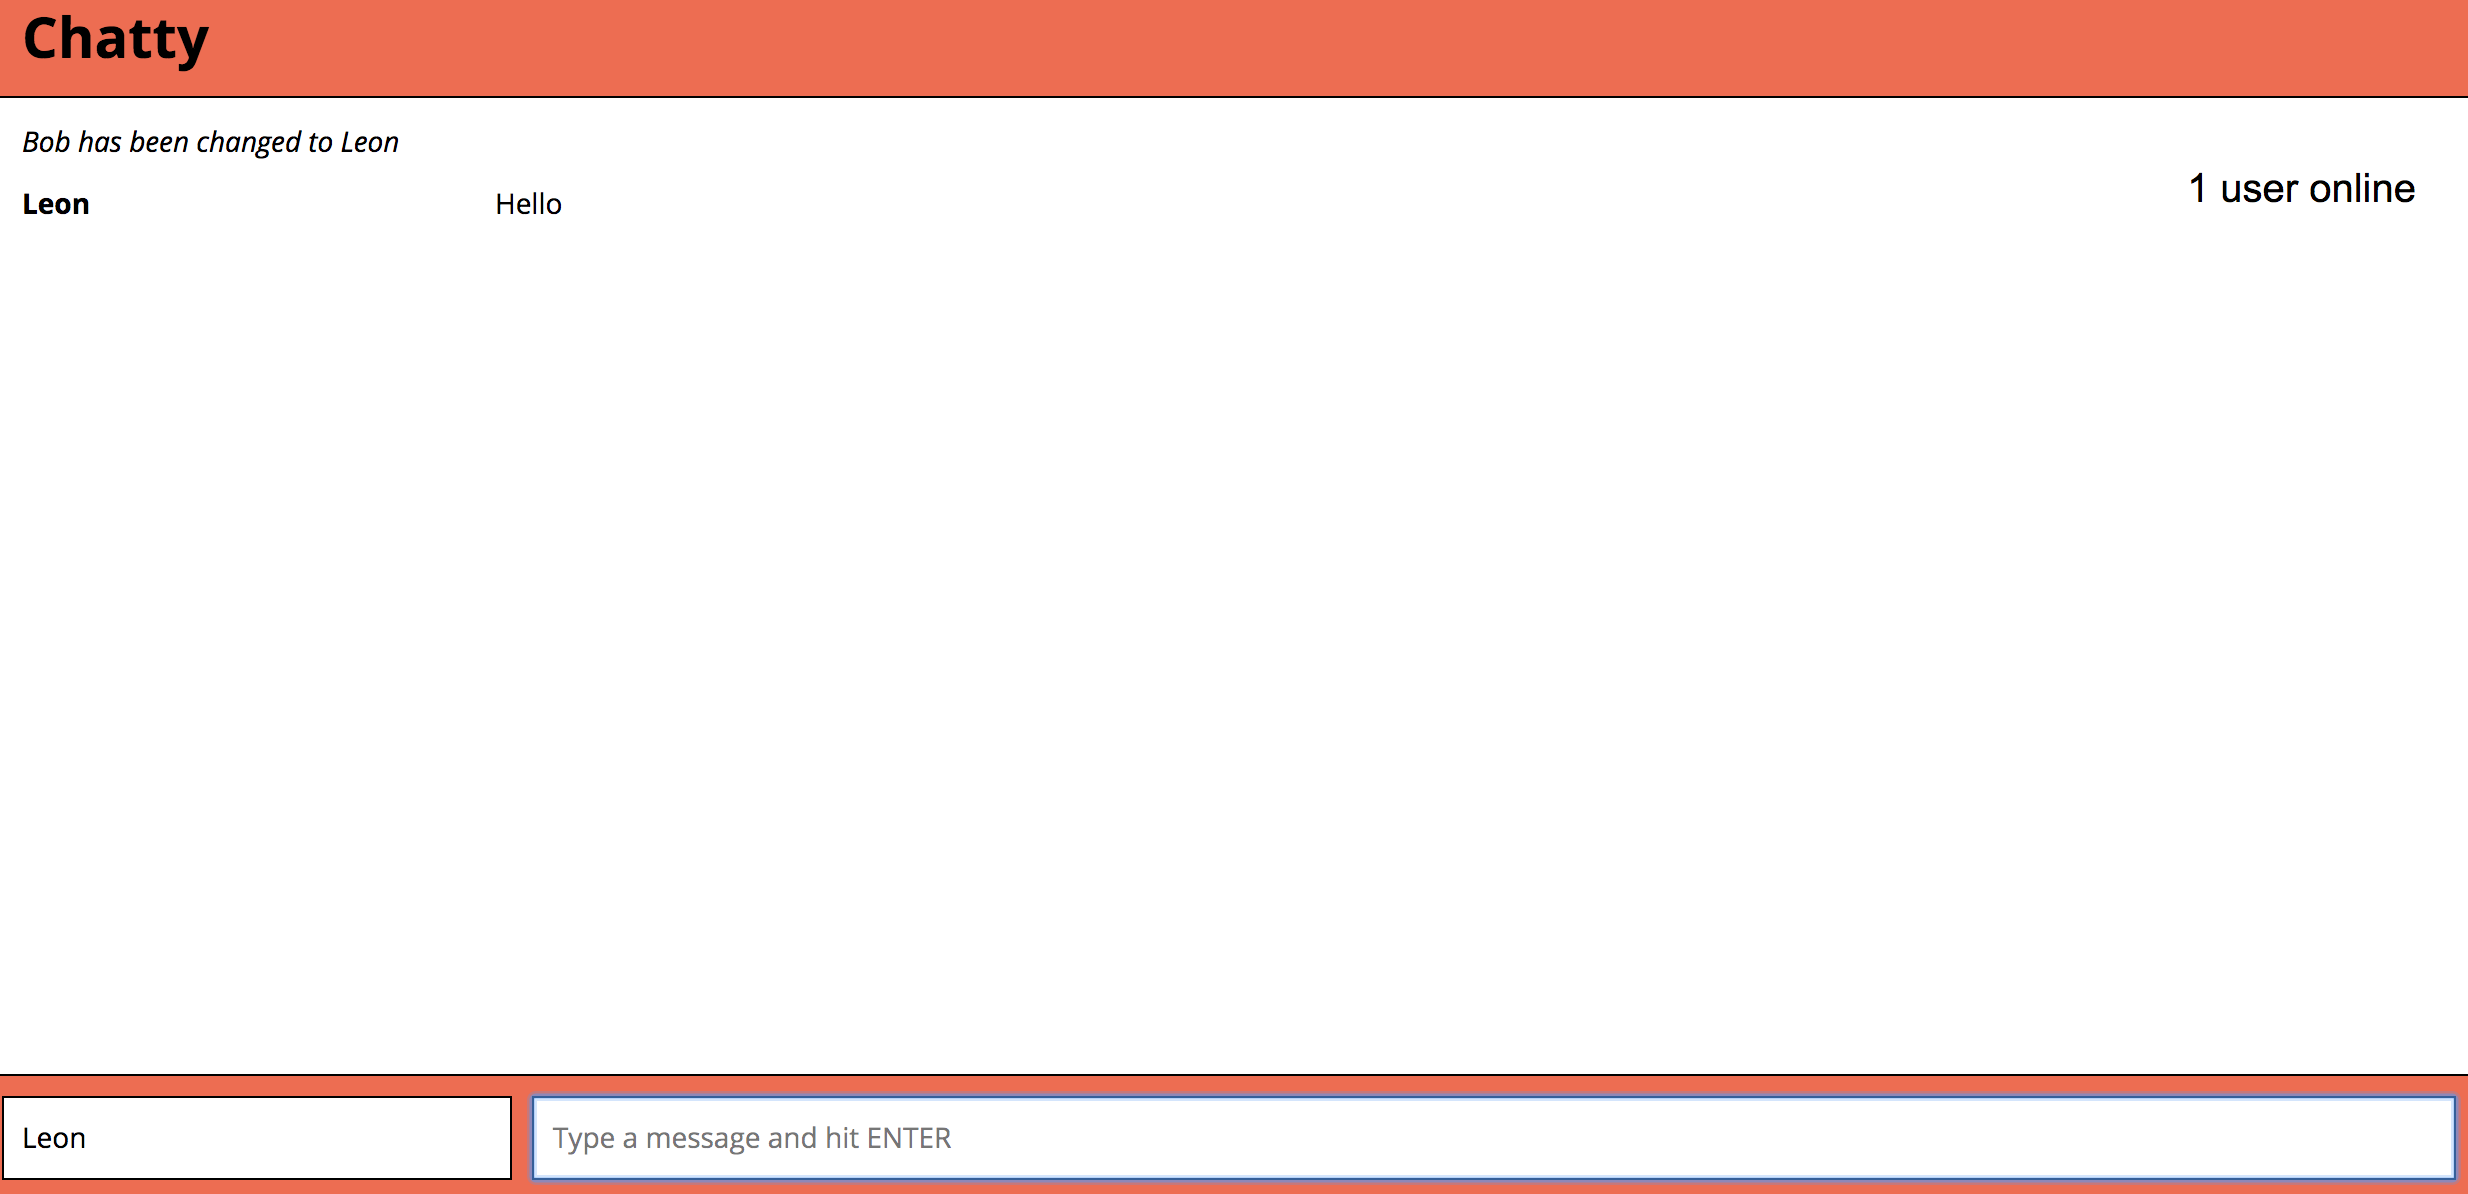 Chatty
Bob has been changed to Leon
Leon Hello
1 user online
Leon
Type a message and hit ENTER